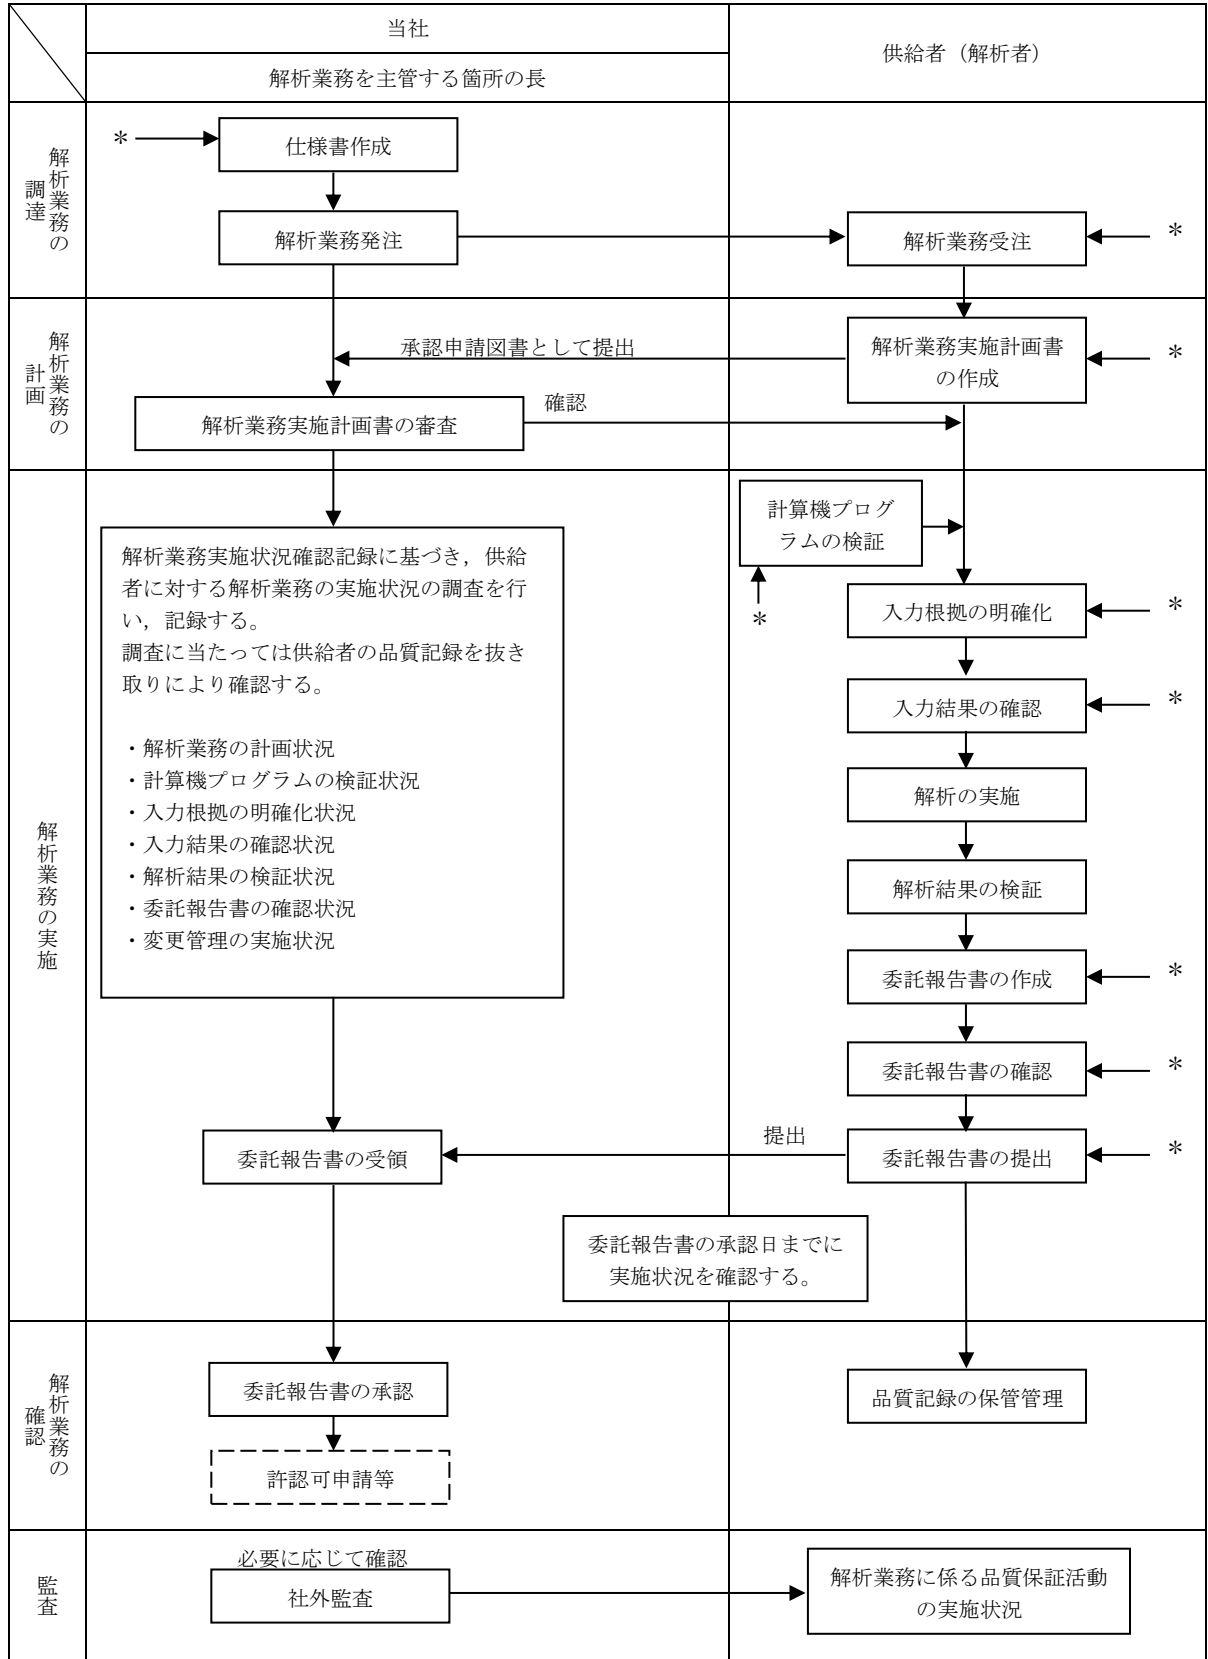 当社
供給者（解析者）
解析業務を主管する箇所の長
解析業務の
調達
＊
仕様書作成
解析業務発注
解析業務受注
＊
解析業務の
計画
承認申請図書として提出
解析業務実施計画書
の作成
＊
確認
解析業務実施計画書の審査
解析業務の実施
計算機プログ
ラムの検証
＊
解析業務実施状況確認記録に基づき，供給
者に対する解析業務の実施状況の調査を行
い，記録する。
調査に当たっては供給者の品質記録を抜き
取りにより確認する。
・解析業務の計画状況
・計算機プログラムの検証状況
・入力根拠の明確化状況
・入力結果の確認状況
・解析結果の検証状況
・委託報告書の確認状況
・変更管理の実施状況
入力根拠の明確化
＊
入力結果の確認
＊
解析の実施
解析結果の検証
委託報告書の作成
＊
委託報告書の確認
＊
提出
委託報告書の受領
委託報告書の提出
＊
委託報告書の承認日までに
実施状況を確認する。
解析業務の
確認
委託報告書の承認
品質記録の保管管理
許認可申請等
監査
必要に応じて確認
社外監査
解析業務に係る品質保証活動
の実施状況